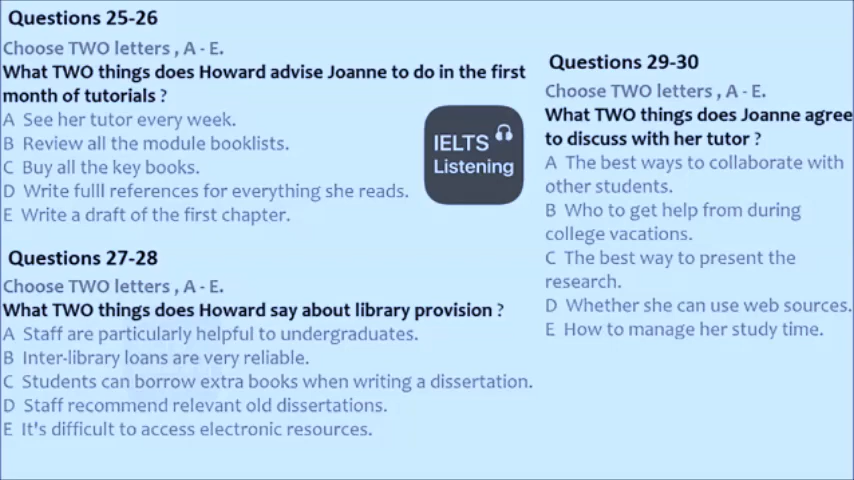 Questions 25-26
Choose TWO letters , A - E.
What TWO things does Howard advise Joanne to do in the first
month of tutorials ?
A See her tutor every week.
B Review all the module booklists.
C Buy all the key books.
D Write fulll references for everything she reads.
E Write a draft of the first chapter.
IELTS
Listening
Questions 27-28
Choose TWO letters , A - E.
What TWO things does Howard say about library provision ?
A Staff are particularly helpful to undergraduates.
B Inter-library loans are very reliable.
C Students can borrow extra books when writing a dissertation.
D Staff recommend relevant old dissertations.
E It's difficult to access electronic resources.
Questions 29-30
Choose TWO letters , A - E.
What TWO things does Joanne agree
to discuss with her tutor ?
A The best ways to collaborate with
other students.
B Who to get help from during
college vacations.
C The best way to present the
research.
D Whether she can use web sources.
E How to manage her study time.